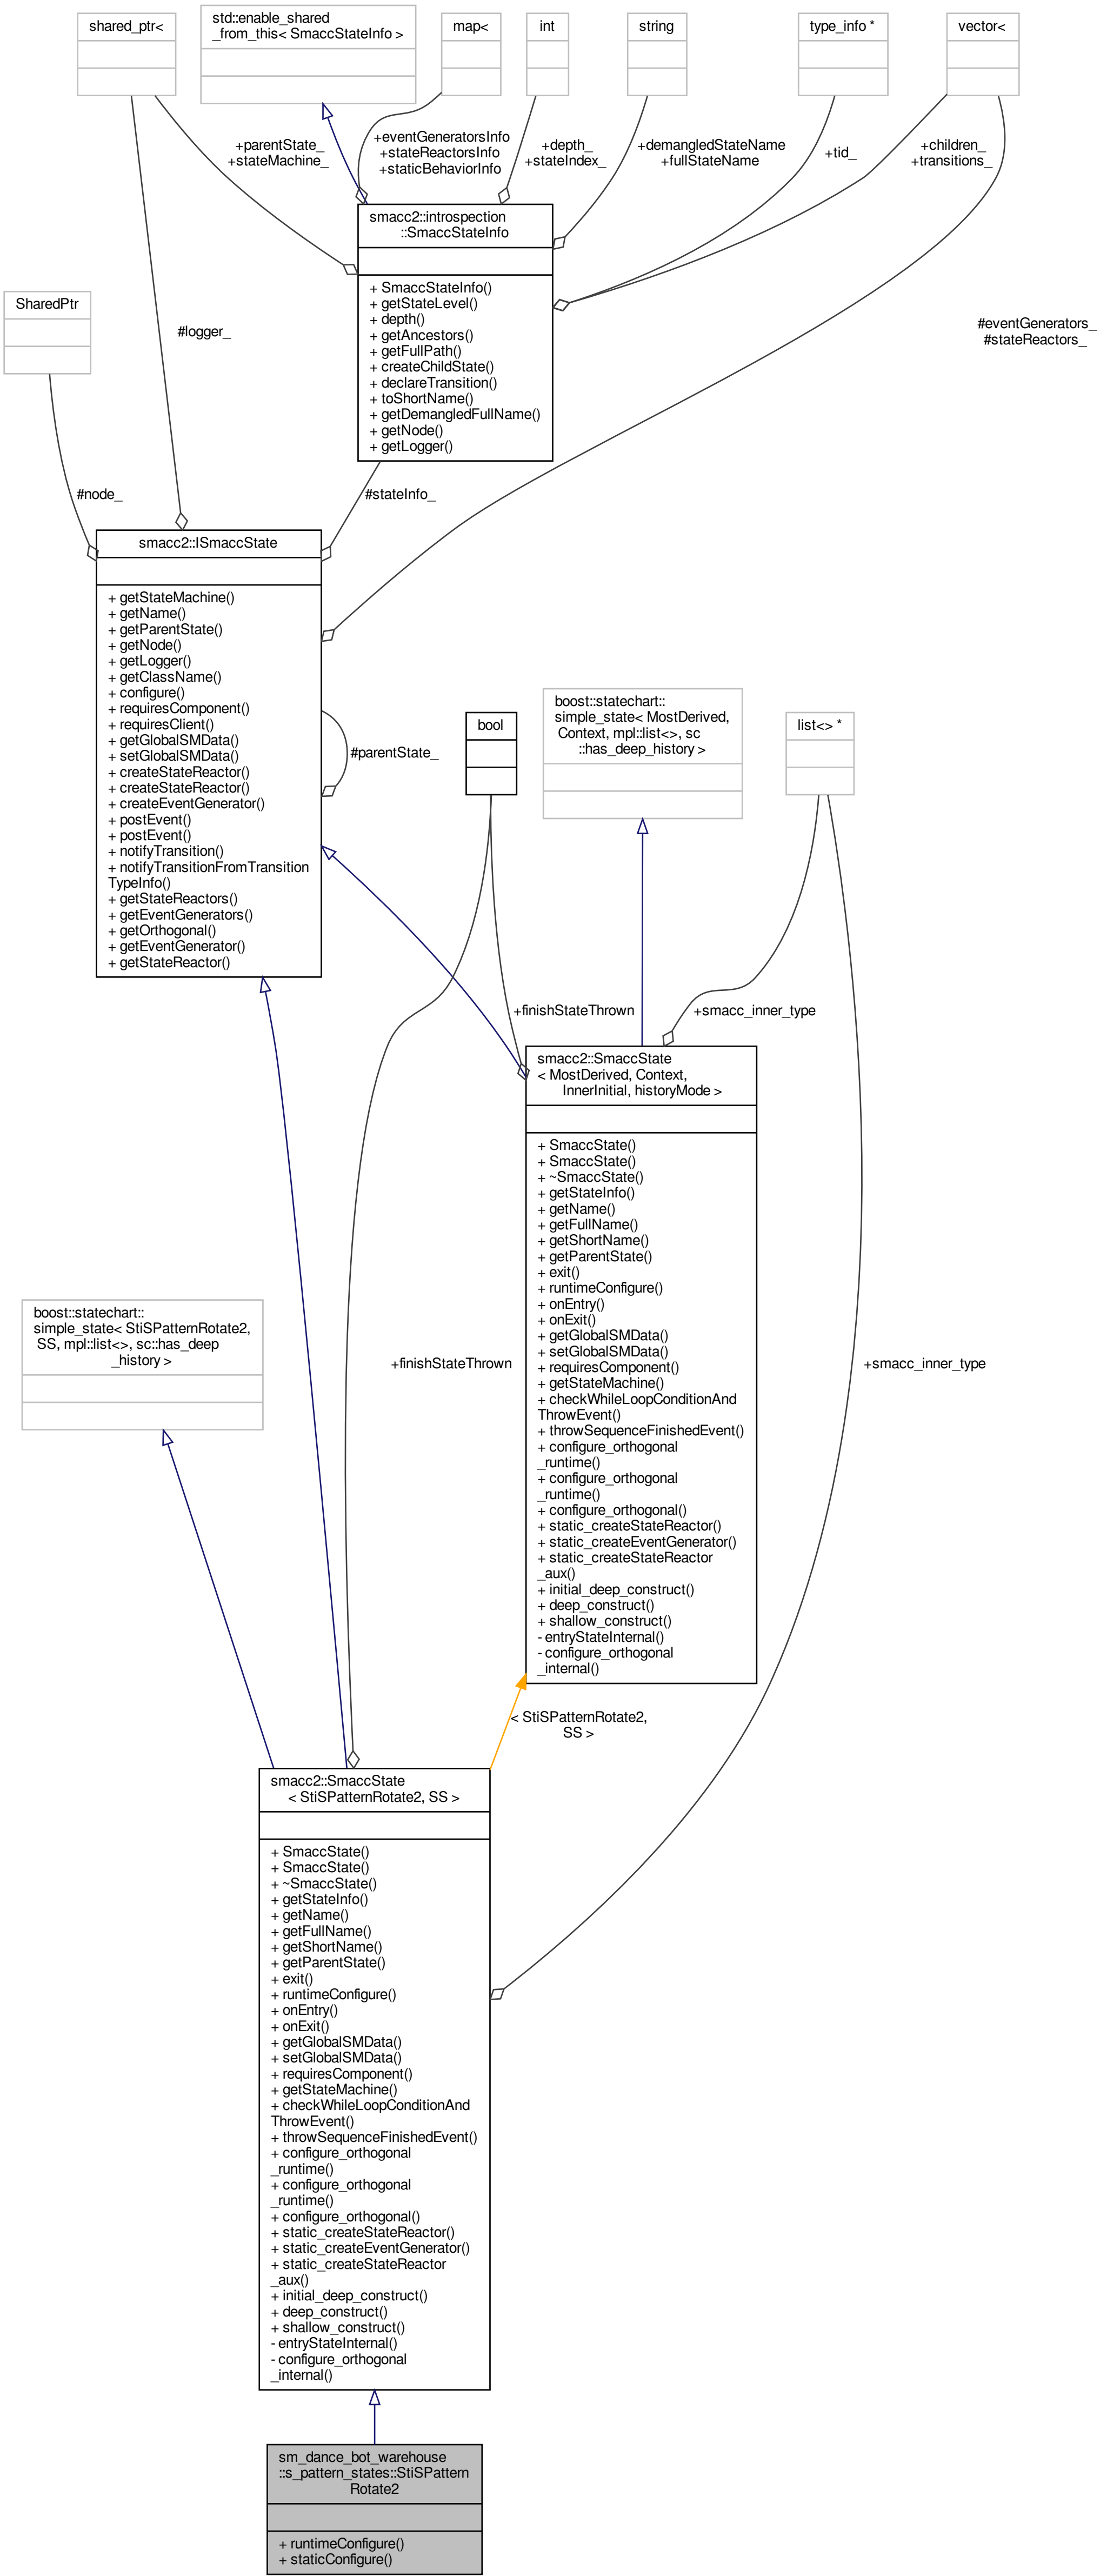 shared_ptr<
std::enable_shared
_from_this< SmaccStateInfo >
map<
int
string
type_info *
vector<
+parentState_
+stateMachine_
+eventGeneratorsInfo
+stateReactorsInfo
+staticBehaviorInfo
+depth_
+stateIndex_
+demangledStateName
+fullStateName
+tid_
+children_
+transitions_
smacc2::introspection
::SmaccStateInfo
+ SmaccStateInfo()
+ getStateLevel()
+ depth()
+ getAncestors()
+ getFullPath()
+ createChildState()
+ declareTransition()
+ toShortName()
+ getDemangledFullName()
+ getNode()
+ getLogger()
SharedPtr
#logger_
#eventGenerators_
#stateReactors_
#node_
#stateInfo_
smacc2::ISmaccState
+ getStateMachine()
+ getName()
+ getParentState()
+ getNode()
+ getLogger()
+ getClassName()
+ configure()
+ requiresComponent()
+ requiresClient()
+ getGlobalSMData()
+ setGlobalSMData()
+ createStateReactor()
+ createStateReactor()
+ createEventGenerator()
+ postEvent()
+ postEvent()
+ notifyTransition()
+ notifyTransitionFromTransition
TypeInfo()
+ getStateReactors()
+ getEventGenerators()
+ getOrthogonal()
+ getEventGenerator()
+ getStateReactor()
#parentState_
bool
boost::statechart::
simple_state< MostDerived,
Context, mpl::list<>, sc
::has_deep_history >
list<> *
+finishStateThrown
+smacc_inner_type
smacc2::SmaccState
< MostDerived, Context,
InnerInitial, historyMode >
+ SmaccState()
+ SmaccState()
+ ~SmaccState()
+ getStateInfo()
+ getName()
+ getFullName()
+ getShortName()
+ getParentState()
+ exit()
+ runtimeConfigure()
+ onEntry()
+ onExit()
+ getGlobalSMData()
+ setGlobalSMData()
+ requiresComponent()
+ getStateMachine()
+ checkWhileLoopConditionAnd
ThrowEvent()
+ throwSequenceFinishedEvent()
+ configure_orthogonal
_runtime()
+ configure_orthogonal
_runtime()
+ configure_orthogonal()
+ static_createStateReactor()
+ static_createEventGenerator()
+ static_createStateReactor
_aux()
+ initial_deep_construct()
+ deep_construct()
+ shallow_construct()
- entryStateInternal()
- configure_orthogonal
_internal()
boost::statechart::
simple_state< StiSPatternRotate2,
SS, mpl::list<>, sc::has_deep
_history >
+finishStateThrown
+smacc_inner_type
< StiSPatternRotate2,
SS >
smacc2::SmaccState
< StiSPatternRotate2, SS >
+ SmaccState()
+ SmaccState()
+ ~SmaccState()
+ getStateInfo()
+ getName()
+ getFullName()
+ getShortName()
+ getParentState()
+ exit()
+ runtimeConfigure()
+ onEntry()
+ onExit()
+ getGlobalSMData()
+ setGlobalSMData()
+ requiresComponent()
+ getStateMachine()
+ checkWhileLoopConditionAnd
ThrowEvent()
+ throwSequenceFinishedEvent()
+ configure_orthogonal
_runtime()
+ configure_orthogonal
_runtime()
+ configure_orthogonal()
+ static_createStateReactor()
+ static_createEventGenerator()
+ static_createStateReactor
_aux()
+ initial_deep_construct()
+ deep_construct()
+ shallow_construct()
- entryStateInternal()
- configure_orthogonal
_internal()
sm_dance_bot_warehouse
::s_pattern_states::StiSPattern
Rotate2
+ runtimeConfigure()
+ staticConfigure()